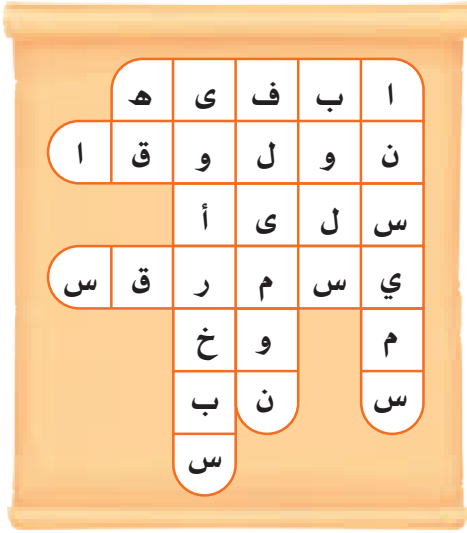 ا ب ف ى ه
ن و ل و ق ا
س ل ى أ
ي س م ر ق س
م و خ
س ن ب
س